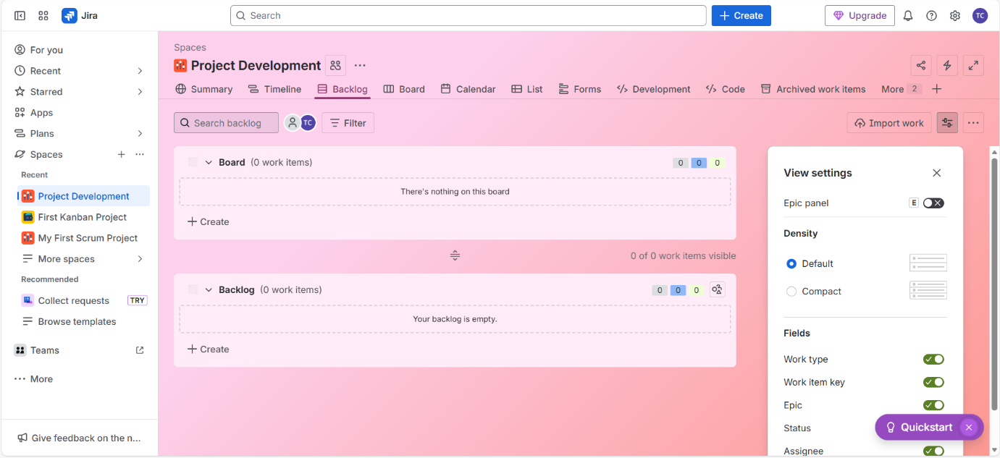 Jira
Search
Create
Upgrade
TC
For you
Recent
Starred
Apps
Plans
Spaces
Recent
Project Development
First Kanban Project
My First Scrum Project
More spaces
Recommended
Collect requests TRY
Browse templates
Teams
More
Give feedback on the n...
Spaces
Project Development
Summary Timeline Backlog Board Calendar List Forms Development Code Archived work items More 2
Search backlog TC Filter Import work
Board (0 work items) 0 0 0
There's nothing on this board
Create
0 of 0 work items visible
Backlog (0 work items) 0 0 0
Your backlog is empty.
Create
View settings
Epic panel E
Density
Default
Compact
Fields
Work type
Work item key
Epic
Status
Assignee
Quickstart